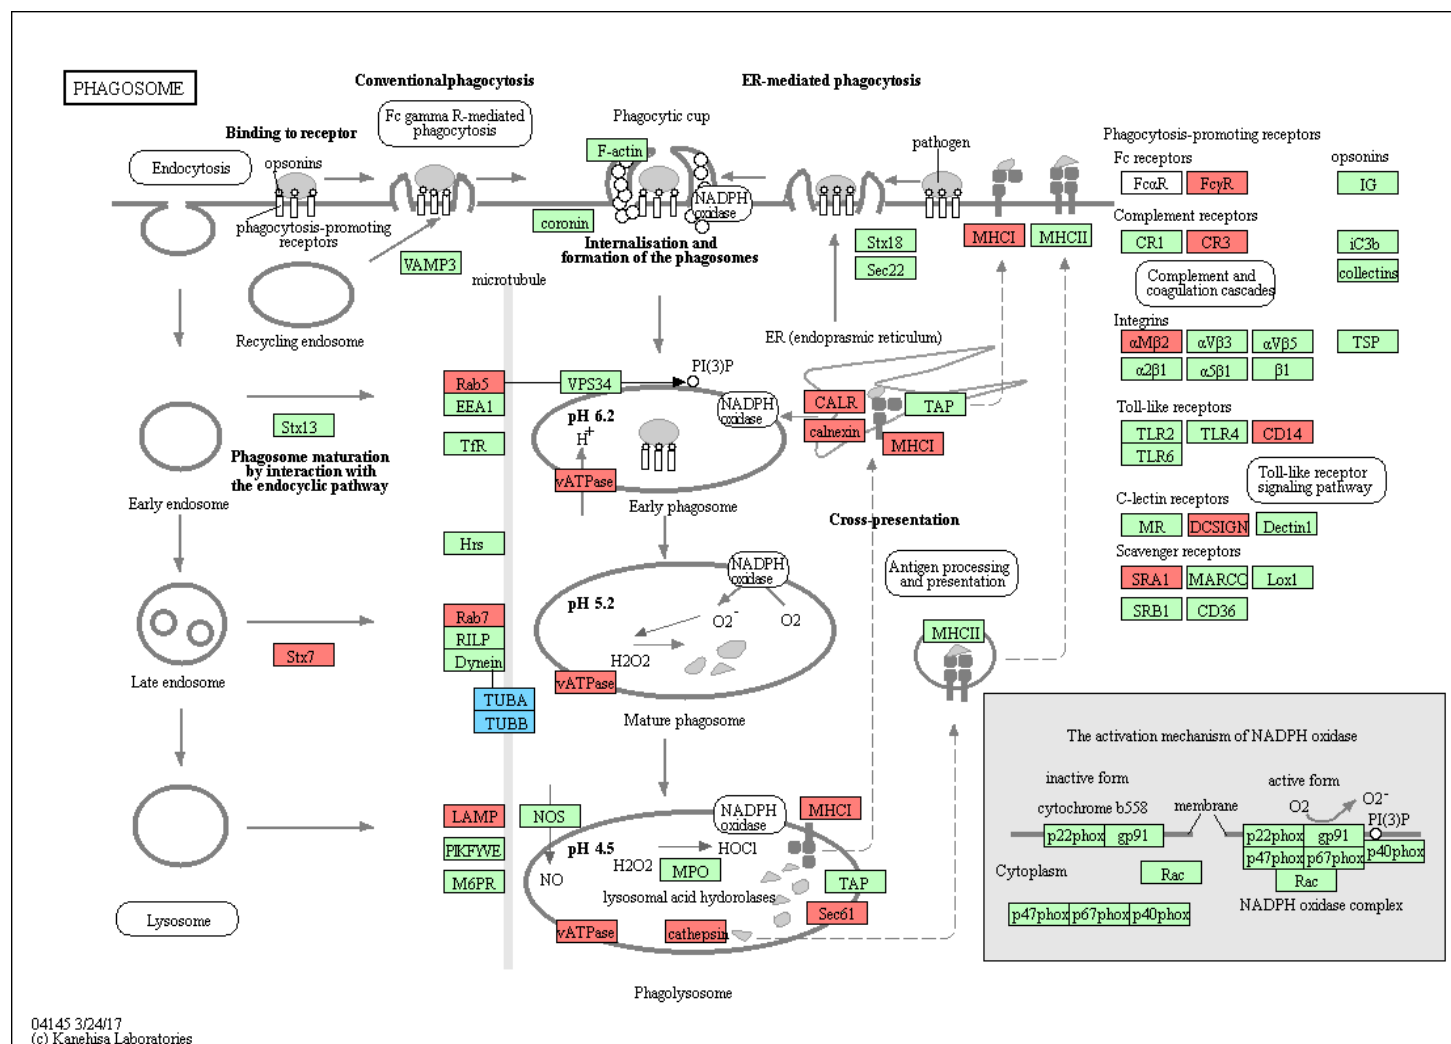 PHAGOSOME
Conventionalphagocytosis
ER-mediated phagocytosis
Fc gamma R-mediated
phagocytosis
Phagocytic cup
Binding to receptor
Endocytosis
opsonins
F-actin
pathogen
NADPH
oxidase
phagocytosis-promoting
receptors
coronin
Internalisation and
formation of the phagosomes
VAMP3
microtubule
Stx18
Sec22
MHCI
MHCII
Recycling endosome
ER (endoprasmic reticulum)
Phagocytosis-promoting receptors
Fc receptors
opsonins
FcαR
FcγR
IG
Complement receptors
CR1
CR3
iC3b
collectins
Complement and
coagulation cascades
Integrins
αMβ2
αVβ3
αVβ5
TSP
α2β1
α5β1
β1
Toll-like receptors
TLR2
TLR4
CD14
TLR6
Toll-like receptor
signaling pathway
C-lectin receptors
MR
DCSIGN
Dectin1
Scavenger receptors
SRA1
MARCO
Lox1
SRB1
CD36
Rab5
EEA1
VPS34
PI(3)P
Stx13
TfR
pH 6.2
H+
NADPH
oxidase
CALR
calnexin
TAP
MHCI
Phagosome maturation
by interaction with
the endocyclic pathway
vATPase
Early endosome
Early phagosome
Cross-presentation
Hrs
NADPH
oxidase
Antigen processing
and presentation
pH 5.2
O2-
O2
H2O2
Rab7
RILP
Dynein
Stx7
vATPase
MHCII
Late endosome
TUBA
TUBB
Mature phagosome
LAMP
NOS
NADPH
oxidase
MHCI
PIKFYVE
pH 4.5
H2O2
HOCl
MPO
M6PR
NO
TAP
lysosomal acid hydorolases
Sec61
Lysosome
vATPase
cathepsin
Phagolysosome
The activation mechanism of NADPH oxidase
inactive form
active form
cytochrome b558
membrane
O2
O2-
PI(3)P
p22phox
gp91
p22phox
gp91
p47phox
p67phox
p40phox
Cytoplasm
Rac
Rac
p47phox
p67phox
p40phox
NADPH oxidase complex
04145 3/24/17
(c) Kanehisa Laboratories